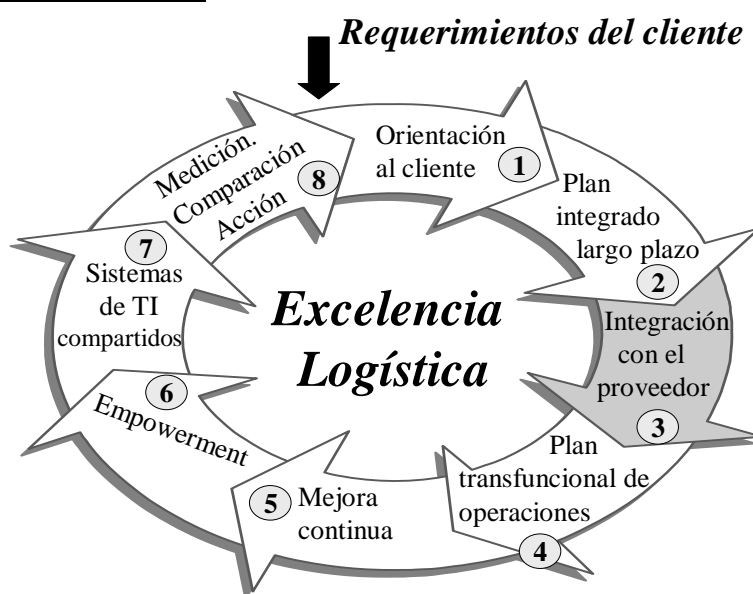 Requerimientos del cliente
Orientación
al cliente
1
Plan
integrado
largo plazo
2
Integración
con el
proveedor
3
Plan
transfuncional de
operaciones
4
Mejora
continua
5
Empowerment
6
Sistemas
de TI
compartidos
7
Medición.
Comparación
Acción
8
Excelencia
Logística